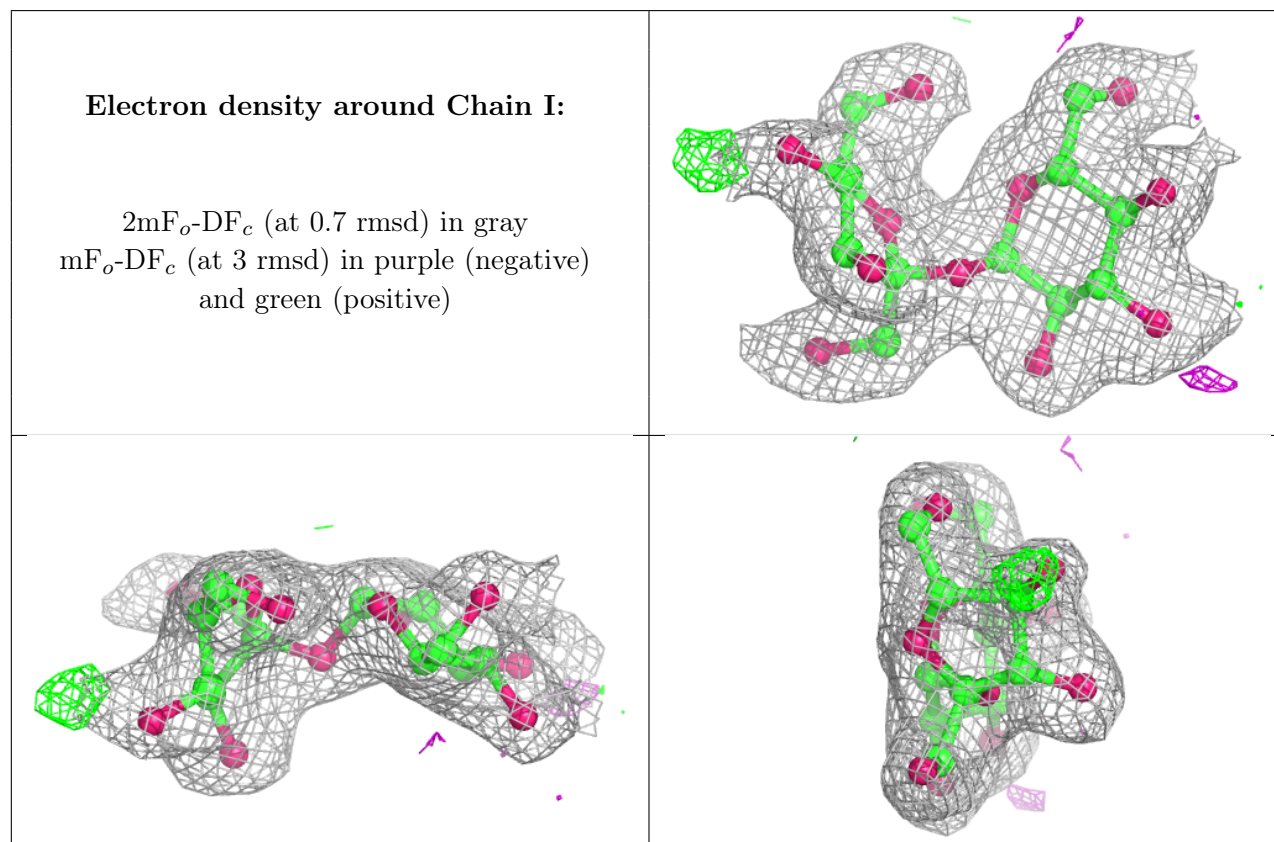 Electron density around Chain I:
2mFo-DFc (at 0.7 rmsd) in gray
mFo-DFc (at 3 rmsd) in purple (negative)
and green (positive)